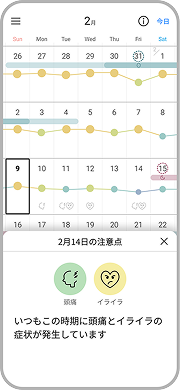 2月
今日
Sun Mon Tue Wed Thu Fri Sat
26 27 28 29 30 31 1
2 3 4 5 6 7 8
9 10 11 12 13 14 15
16 17 18 19 20 21 22
2月14日の注意点
頭痛 イライラ
いつもこの時期に頭痛とイライラの
症状が発生しています